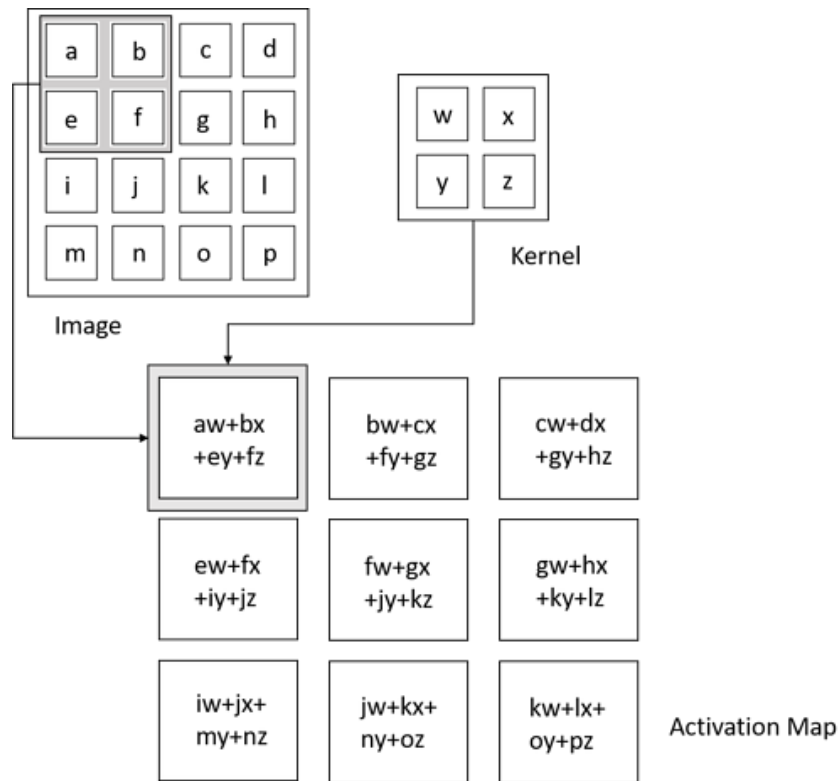 a b c d
e f g h
i j k l
m n o p
Image
w x
y z
Kernel
aw+bx
+ey+fz
bw+cx
+fy+gz
cw+dx
+gy+hz
ew+fx
+iy+jz
fw+gx
+jy+kz
gw+hx
+ky+lz
iw+jx+
my+nz
jw+kx+
ny+oz
kw+lx+
oy+pz
Activation Map